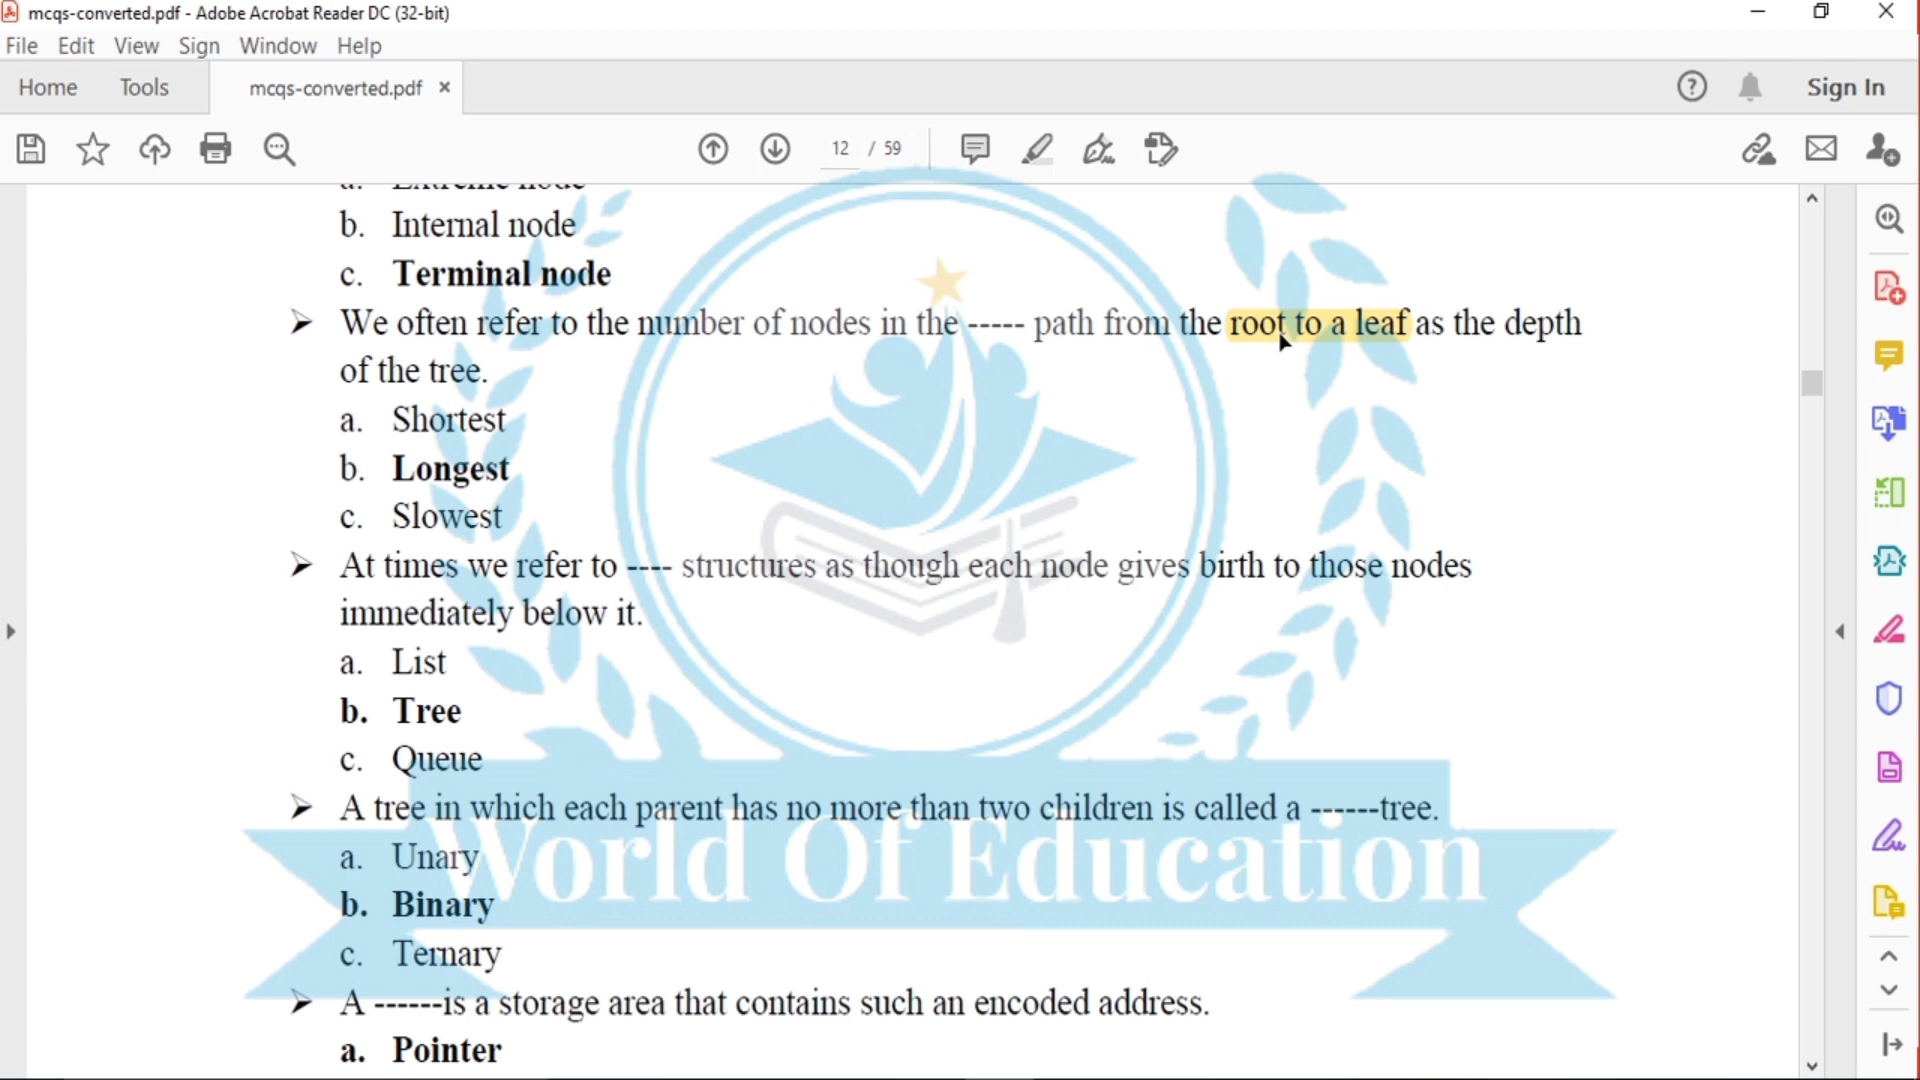 mcqs-converted.pdf - Adobe Acrobat Reader DC (32-bit)
File Edit View Sign Window Help
Home Tools mcqs-converted.pdf × ? Sign In
12 / 59
a. Extreme node
b. Internal node
c. Terminal node
➢ We often refer to the number of nodes in the ----- path from the root to a leaf as the depth
of the tree.
a. Shortest
b. Longest
c. Slowest
➢ At times we refer to ---- structures as though each node gives birth to those nodes
immediately below it.
a. List
b. Tree
c. Queue
➢ A tree in which each parent has no more than two children is called a ------tree.
World Of Education
a. Unary
b. Binary
c. Ternary
➢ A ------is a storage area that contains such an encoded address.
a. Pointer